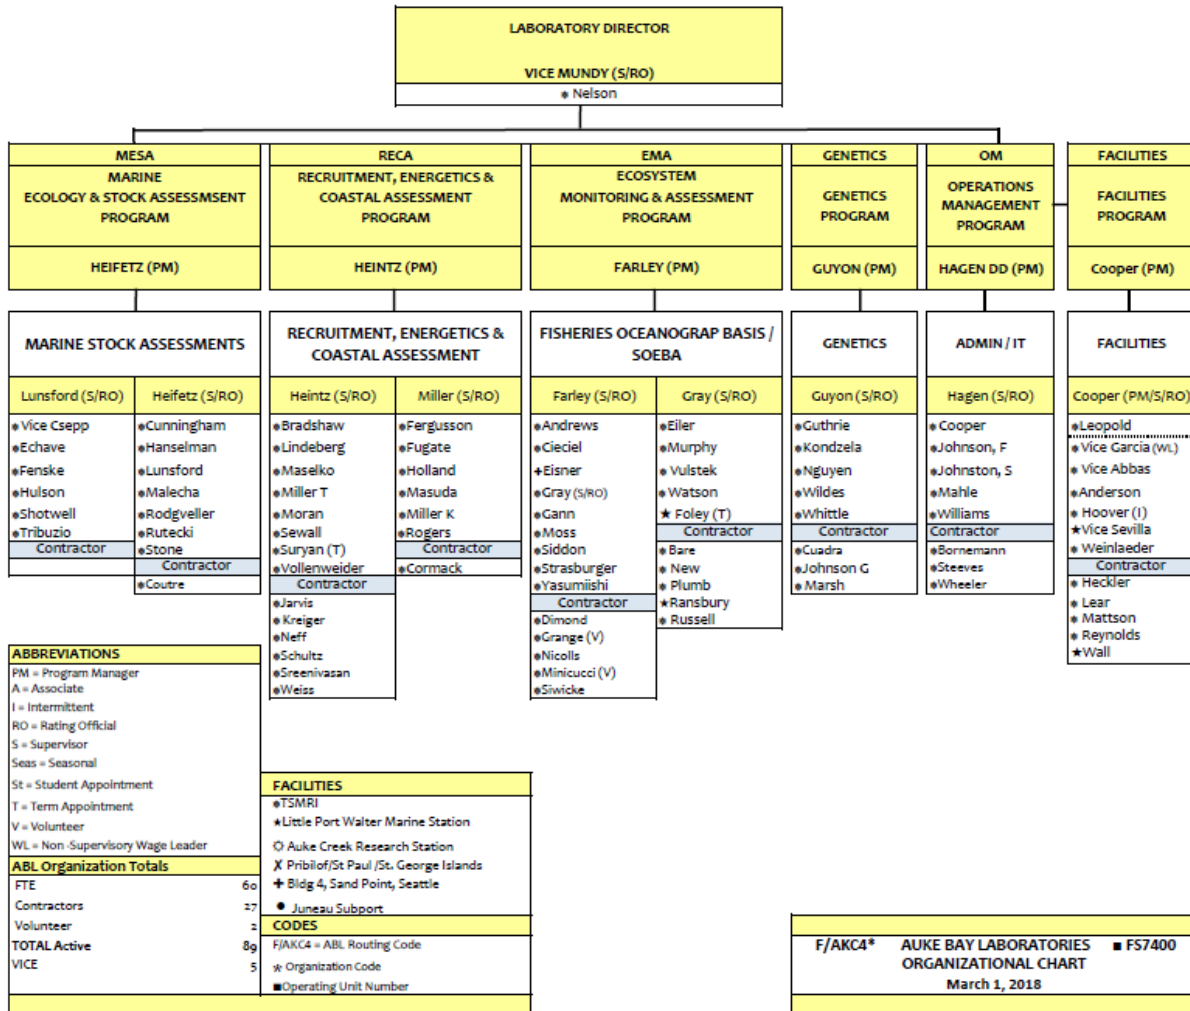 LABORATORY DIRECTOR
VICE MUNDY (S/RO)
* Nelson
MESA
MARINE
ECOLOGY & STOCK ASSESSMSENT
PROGRAM
HEIFETZ (PM)
RECA
RECRUITMENT, ENERGETICS &
COASTAL ASSESSMENT
PROGRAM
HEINTZ (PM)
EMA
ECOSYSTEM
MONITORING & ASSESSMENT
PROGRAM
FARLEY (PM)
GENETICS
GENETICS
PROGRAM
GUYON (PM)
OM
OPERATIONS
MANAGEMENT
PROGRAM
HAGEN DD (PM)
FACILITIES
FACILITIES
PROGRAM
Cooper (PM)
MARINE STOCK ASSESSMENTS
Lunsford (S/RO)
* Vice Csepp
*Echave
*Fenske
*Hulson
*Shotwell
*Tribuzio
Contractor
Heifetz (S/RO)
*Cunningham
*Hanselman
*Lunsford
*Malecha
*Rodgveller
*Rutecki
*Stone
Contractor
*Coutre
RECRUITMENT, ENERGETICS &
COASTAL ASSESSMENT
Heintz (S/RO)
*Bradshaw
*Lindeberg
*Maselko
*Miller T
*Moran
*Sewall
*Suryan (T)
*Vollenweider
Contractor
*Jarvis
* Kreiger
*Neff
*Schultz
*Sreenivasan
*Weiss
Miller (S/RO)
*Fergusson
*Fugate
*Holland
*Masuda
*Miller K
*Rogers
Contractor
*Cormack
FISHERIES OCEANOGRAP BASIS /
SOEBA
Farley (S/RO)
*Andrews
*Cieciel
+Eisner
*Gray (S/RO)
*Gann
*Moss
*Siddon
*Strasburger
*Yasumiishi
Contractor
*Dimond
*Grange (V)
*Nicolls
*Minicucci (V)
*Siwicke
Gray (S/RO)
*Eiler
*Murphy
* Vulstek
* Watson
★ Foley (T)
Contractor
* Bare
* New
* Plumb
★Ransbury
* Russell
GENETICS
Guyon (S/RO)
*Guthrie
*Kondzela
*Nguyen
*Wildes
*Whittle
Contractor
*Cuadra
*Johnson G
*Marsh
ADMIN / IT
Hagen (S/RO)
* Cooper
*Johnson, F
*Johnston, S
*Mahle
*Williams
Contractor
*Bornemann
*Steeves
*Wheeler
FACILITIES
Cooper (PM/S/RO)
*Leopold
*Vice Garcia (WL)
* Vice Abbas
*Anderson
* Hoover (I)
★Vice Sevilla
* Weinlaeder
Contractor
* Heckler
* Lear
* Mattson
* Reynolds
★Wall
ABBREVIATIONS
PM = Program Manager
A = Associate
I = Intermittent
RO = Rating Official
S = Supervisor
Seas = Seasonal
St = Student Appointment
T = Term Appointment
V = Volunteer
WL = Non -Supervisory Wage Leader
ABL Organization Totals
FTE 60
Contractors 27
Volunteer 2
TOTAL Active 89
VICE 5
FACILITIES
*TSMRI
★Little Port Walter Marine Station
✩ Auke Creek Research Station
X Pribilof/St Paul /St. George Islands
+ Bldg 4, Sand Point, Seattle
● Juneau Subport
CODES
F/AKC4 = ABL Routing Code
* Organization Code
■Operating Unit Number
F/AKC4* AUKE BAY LABORATORIES ■ FS7400
ORGANIZATIONAL CHART
March 1, 2018